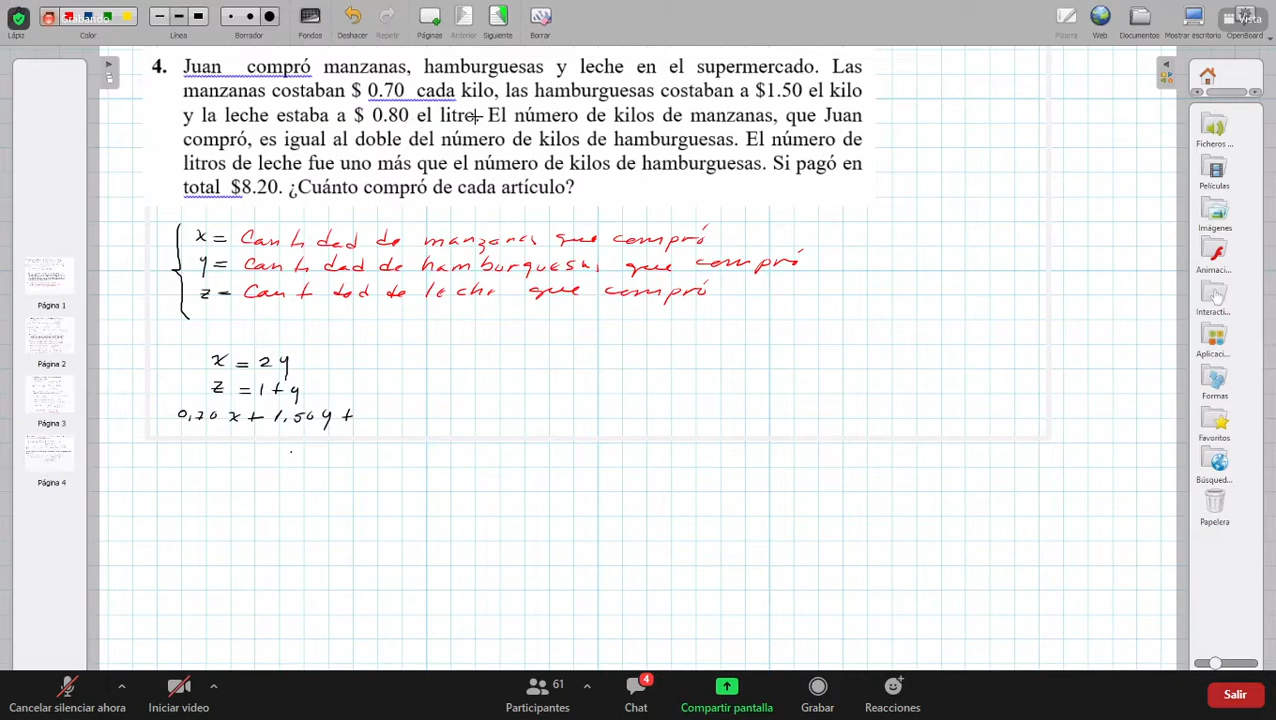 Grabando
Vista
Lápiz
Color
Línea
Borrador
Fondos
Deshacer
Repetir
Páginas
Anterior
Siguiente
Borrar
Pizarra
Web
Documentos
Mostrar escritorio
OpenBoard
4. Juan compró manzanas, hamburguesas y leche en el supermercado. Las
manzanas costaban $ 0.70 cada kilo, las hamburguesas costaban a $1.50 el kilo
y la leche estaba a $ 0.80 el litro. El número de kilos de manzanas, que Juan
compró, es igual al doble del número de kilos de hamburguesas. El número de
litros de leche fue uno más que el número de kilos de hamburguesas. Si pagó en
total $8.20. ¿Cuánto compró de cada artículo?
x = Cantidad de manzanas que compró
y = Cantidad de hamburguesas que compró
z = Cantidad de leche que compró
x = 2y
z = 1 + y
0,70 x + 1.50 y +
Página 1
Página 2
Página 3
Página 4
Ficheros ...
Películas
Imágenes
Animaci...
Interacti...
Aplicaci...
Formas
Favoritos
Búsqued...
Papelera
Cancelar silenciar ahora
Iniciar video
61
Participantes
4
Chat
Compartir pantalla
Grabar
Reacciones
Salir